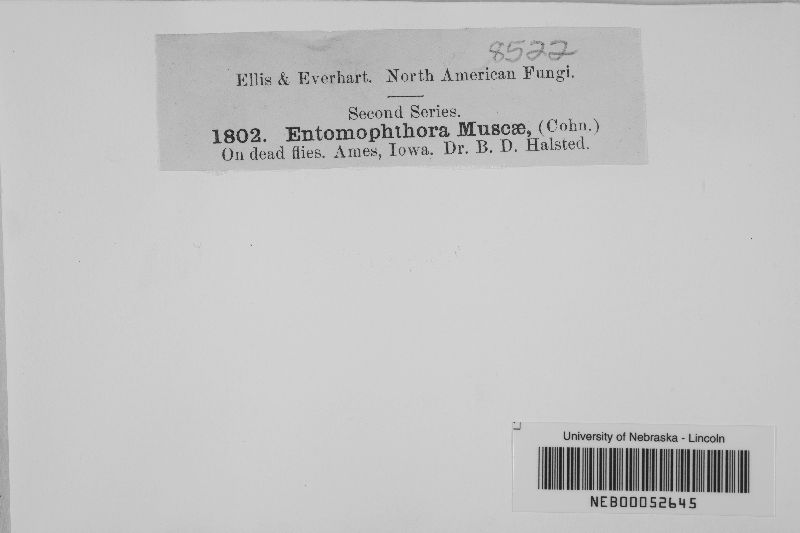 8522
Ellis & Everhart. North American Fungi.
Second Series.
1802. Entomophthora Muscæ, (Cohn.)
On dead flies. Ames, Iowa. Dr. B. D. Halsted.
University of Nebraska - Lincoln
NEB00052645